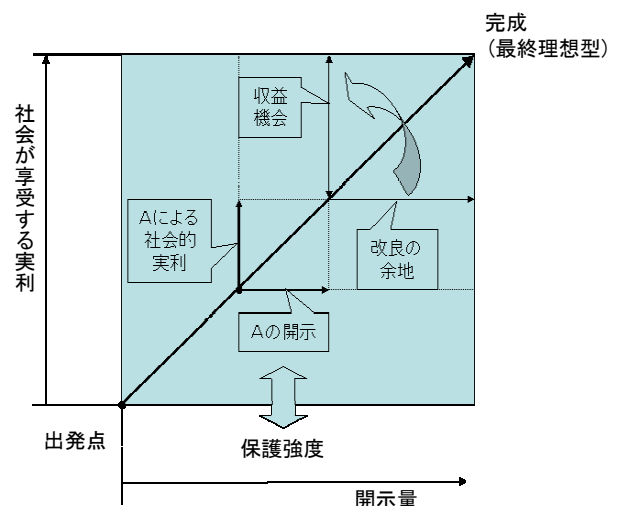 完成
（最終理想型）
収益
機会
社会が享受する実利
Aによる
社会的
実利
改良の
余地
Aの開示
出発点
保護強度
開示量